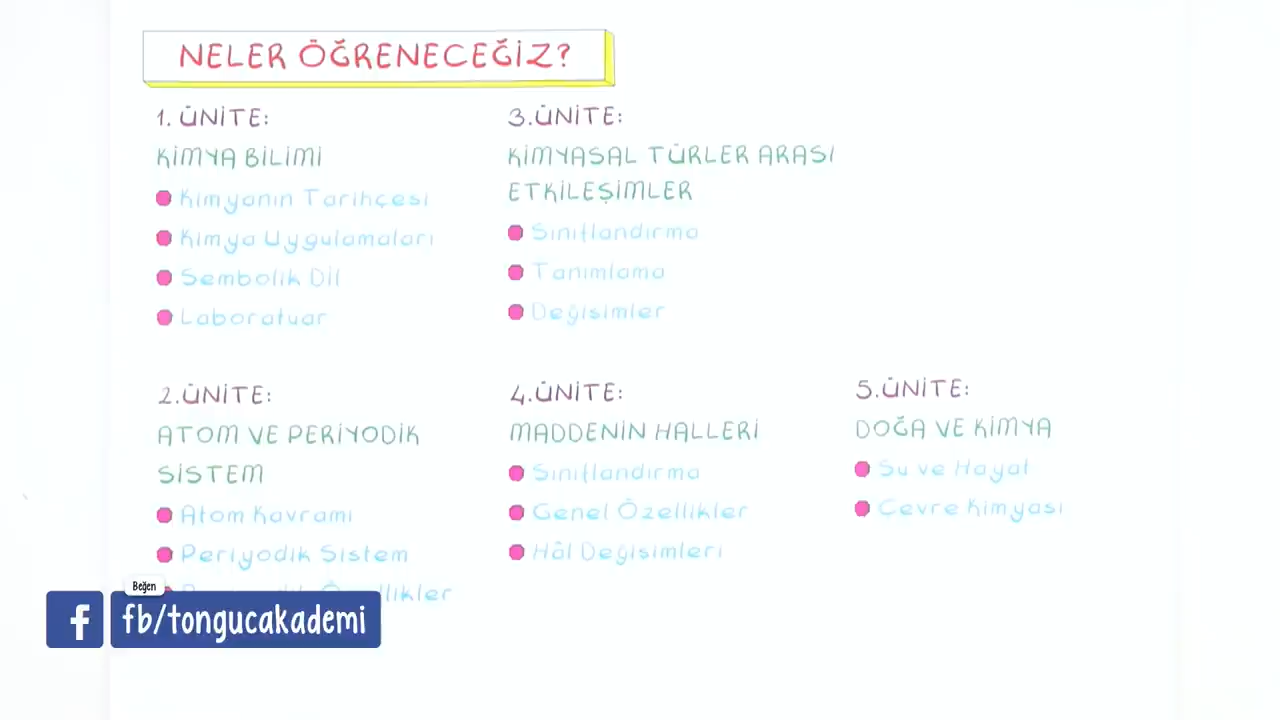 NELER ÖĞRENECEĞİZ?
1. ÜNİTE:
KİMYA BİLİMİ
Kimyanın Tarihçesi
Kimya Uygulamaları
Sembolik Dil
Laboratuar
2.ÜNİTE:
ATOM VE PERİYODİK
SİSTEM
Atom Kavramı
Periyodik Sistem
llikler
3.ÜNİTE:
KİMYASAL TÜRLER ARASI
ETKİLEŞİMLER
Sınıflandırma
Tanımlama
Değişimler
4.ÜNİTE:
MADDENİN HALLERİ
Sınıflandırma
Genel Özellikler
Hâl Değişimleri
5.ÜNİTE:
DOĞA VE KİMYA
Su ve Hayat
Çevre Kimyası
Beğen
f fb/tongucakademi